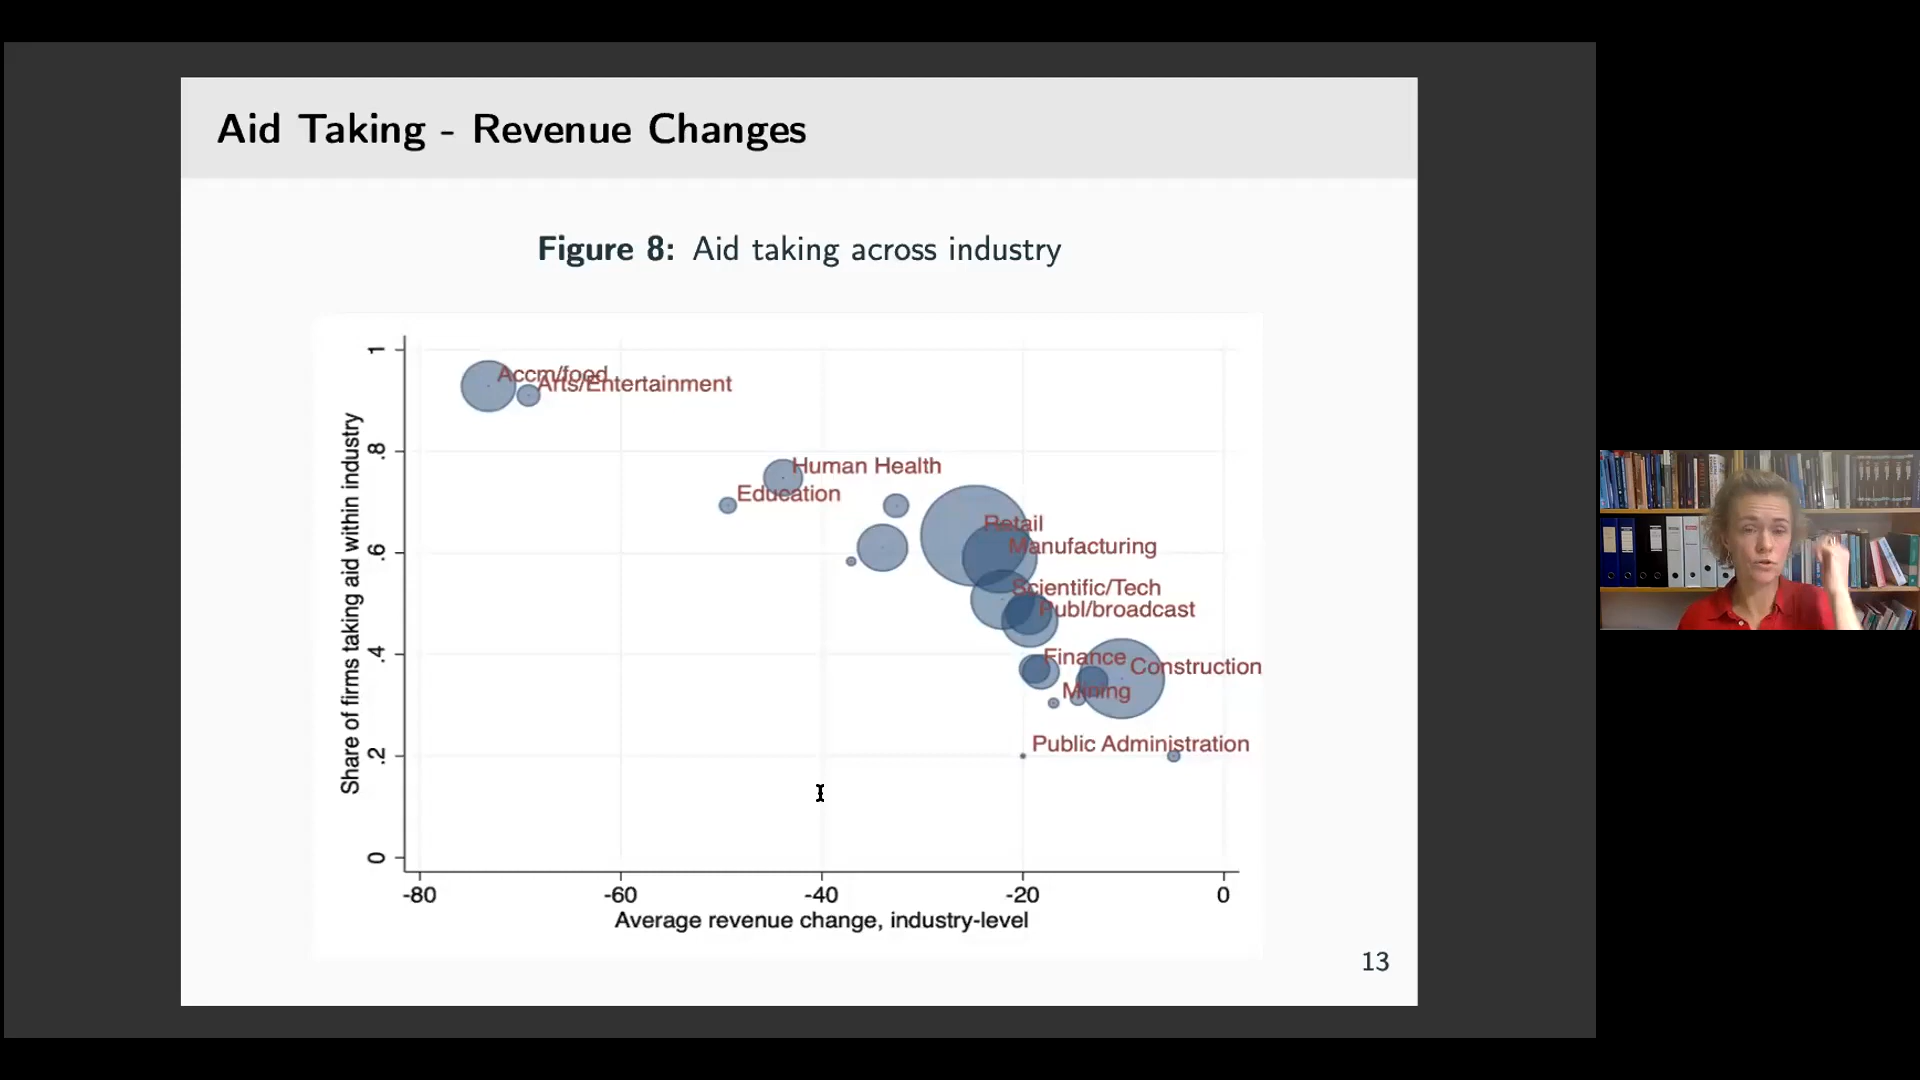 Aid Taking - Revenue Changes
Figure 8: Aid taking across industry
Share of firms taking aid within industry
1
.8
.6
.4
.2
0
Accm/food
Arts/Entertainment
Human Health
Education
Retail
Manufacturing
Scientific/Tech
Publ/broadcast
Finance
Construction
Mining
Public Administration
-80
-60
-40
-20
0
Average revenue change, industry-level
13